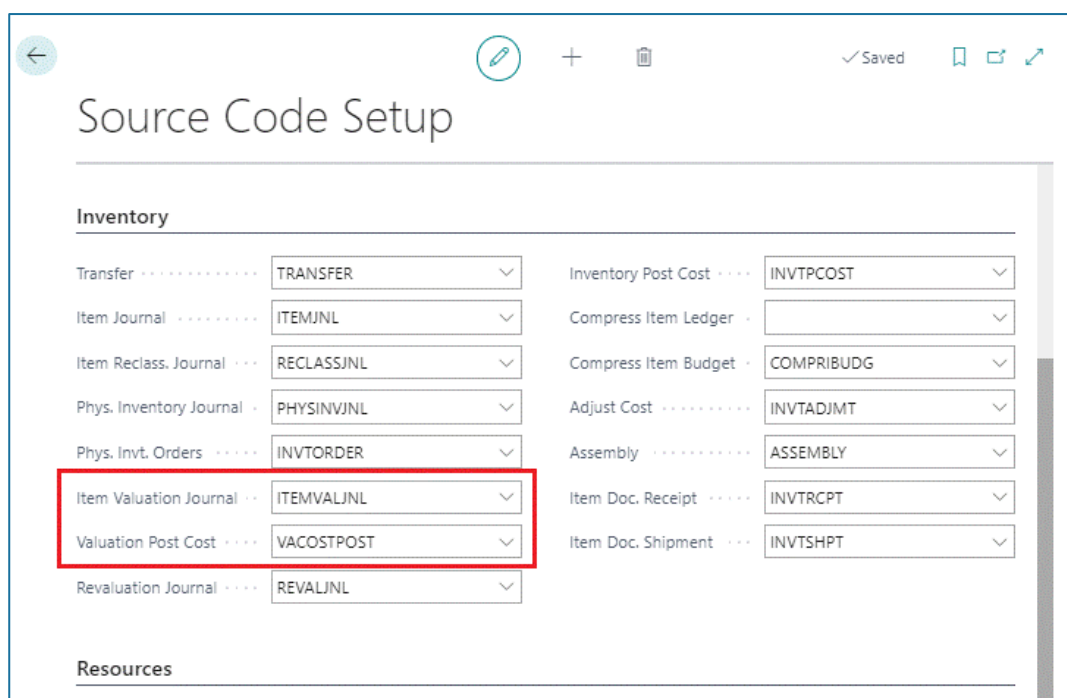 Saved
Source Code Setup
Inventory
Transfer TRANSFER Inventory Post Cost INVTPCOST
Item Journal ITEMJNL Compress Item Ledger
Item Reclass. Journal RECLASSJNL Compress Item Budget COMPRIBUDG
Phys. Inventory Journal PHYSINVJNL Adjust Cost INVTADJMT
Phys. Invt. Orders INVTORDER Assembly ASSEMBLY
Item Valuation Journal ITEMVALJNL Item Doc. Receipt INVTRCPT
Valuation Post Cost VACOSTPOST Item Doc. Shipment INVTSHPT
Revaluation Journal REVALJNL
Resources